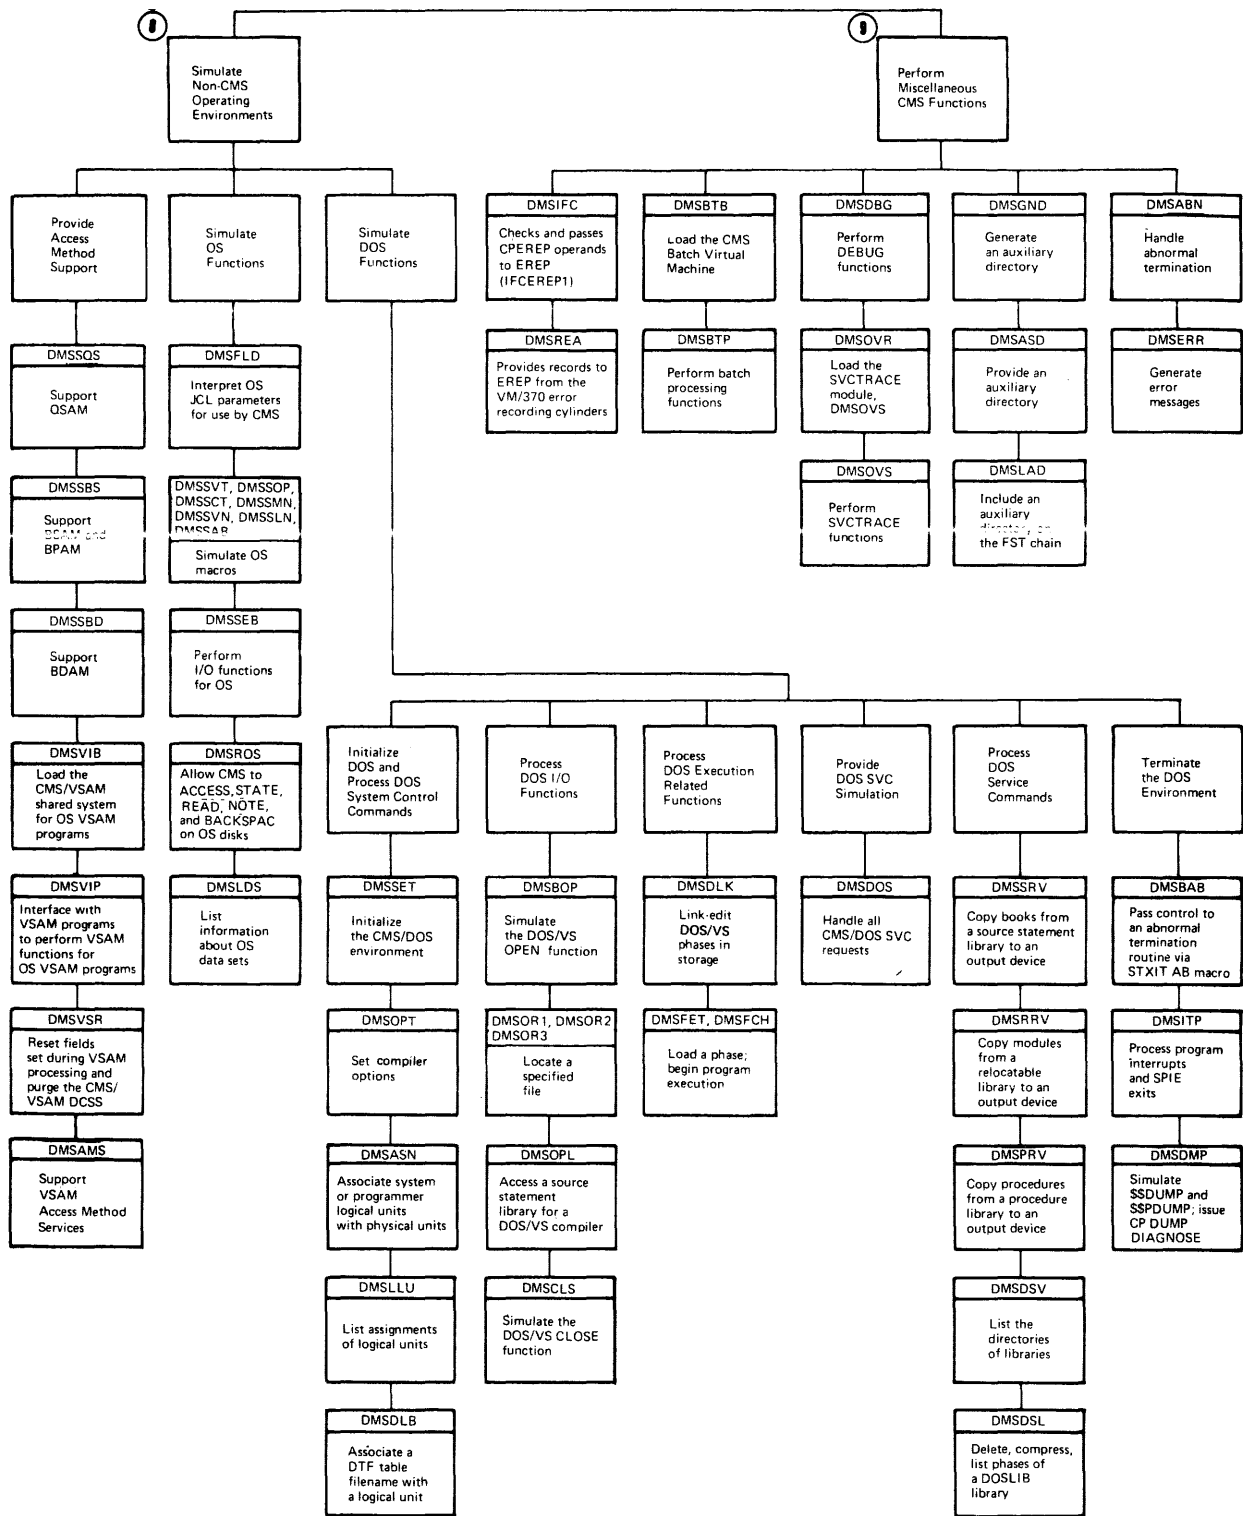 8
Simulate
Non-CMS
Operating
Environments
9
Perform
Miscellaneous
CMS Functions
Provide
Access
Method
Support
Simulate
OS
Functions
Simulate
DOS
Functions
DMSIFC
Checks and passes
CPEREP operands
to EREP
(IFCEREP1)
DMSBTB
Load the CMS
Batch Virtual
Machine
DMSDBG
Perform
DEBUG
functions
DMSGND
Generate
an auxiliary
directory
DMSABN
Handle
abnormal
termination
DMSREA
Provides records to
EREP from the
VM/370 error
recording cylinders
DMSBTP
Perform batch
processing
functions
DMSOVR
Load the
SVCTRACE
module,
DMSOVS
DMSASD
Provide an
auxiliary
directory
DMSERR
Generate
error
messages
DMSOVS
Perform
SVCTRACE
functions
DMSLAD
Include an
auxiliary
directory on
the FST chain
DMSSQS
Support
QSAM
DMSSBS
Support
BDAM and
BPAM
DMSSBD
Support
BDAM
DMSVIB
Load the
CMS/VSAM
shared system
for OS VSAM
programs
DMSVIP
Interface with
VSAM programs
to perform VSAM
functions for
OS VSAM programs
DMSVSR
Reset fields
set during VSAM
processing and
purge the CMS/
VSAM DCSS
DMSAMS
Support
VSAM
Access Method
Services
DMSFLD
Interpret OS
JCL parameters
for use by CMS
DMSSVT, DMSSOP,
DMSSCT, DMSSMN,
DMSSVN, DMSSLN,
DMSSAB
Simulate OS
macros
DMSSEB
Perform
I/O functions
for OS
DMSROS
Allow CMS to
ACCESS, STATE,
READ, NOTE,
and BACKSPAC
on OS disks
DMSLDS
List
information
about OS
data sets
Initialize
DOS and
Process DOS
System Control
Commands
DMSSET
Initialize
the CMS/DOS
environment
DMSOPT
Set compiler
options
DMSASN
Associate system
or programmer
logical units
with physical units
DMSLLU
List assignments
of logical units
DMSDLB
Associate a
DTF table
filename with
a logical unit
Process
DOS I/O
Functions
DMSBOP
Simulate
the DOS/VS
OPEN function
DMSOR1, DMSOR2
DMSOR3
Locate a
specified
file
DMSOPL
Access a source
statement
library for a
DOS/VS compiler
DMSCLS
Simulate the
DOS/VS CLOSE
function
Process
DOS Execution
Related
Functions
DMSDLK
Link-edit
DOS/VS
phases in
storage
DMSFET, DMSFCH
Load a phase;
begin program
execution
Provide
DOS SVC
Simulation
DMSDOS
Handle all
CMS/DOS SVC
requests
Process
DOS
Service
Commands
DMSSRV
Copy books from
a source statement
library to an
output device
DMSRRV
Copy modules
from a
relocatable
library to an
output device
DMSPRV
Copy procedures
from a procedure
library to an
output device
DMSDSV
List the
directories
of libraries
DMSDSL
Delete, compress,
list phases of
a DOSLIB
library
Terminate
the DOS
Environment
DMSBAB
Pass control to
an abnormal
termination
routine via
STXIT AB macro
DMSITP
Process program
interrupts
and SPIE
exits
DMSDMP
Simulate
$$DUMP and
$$PDUMP; issue
CP DUMP
DIAGNOSE